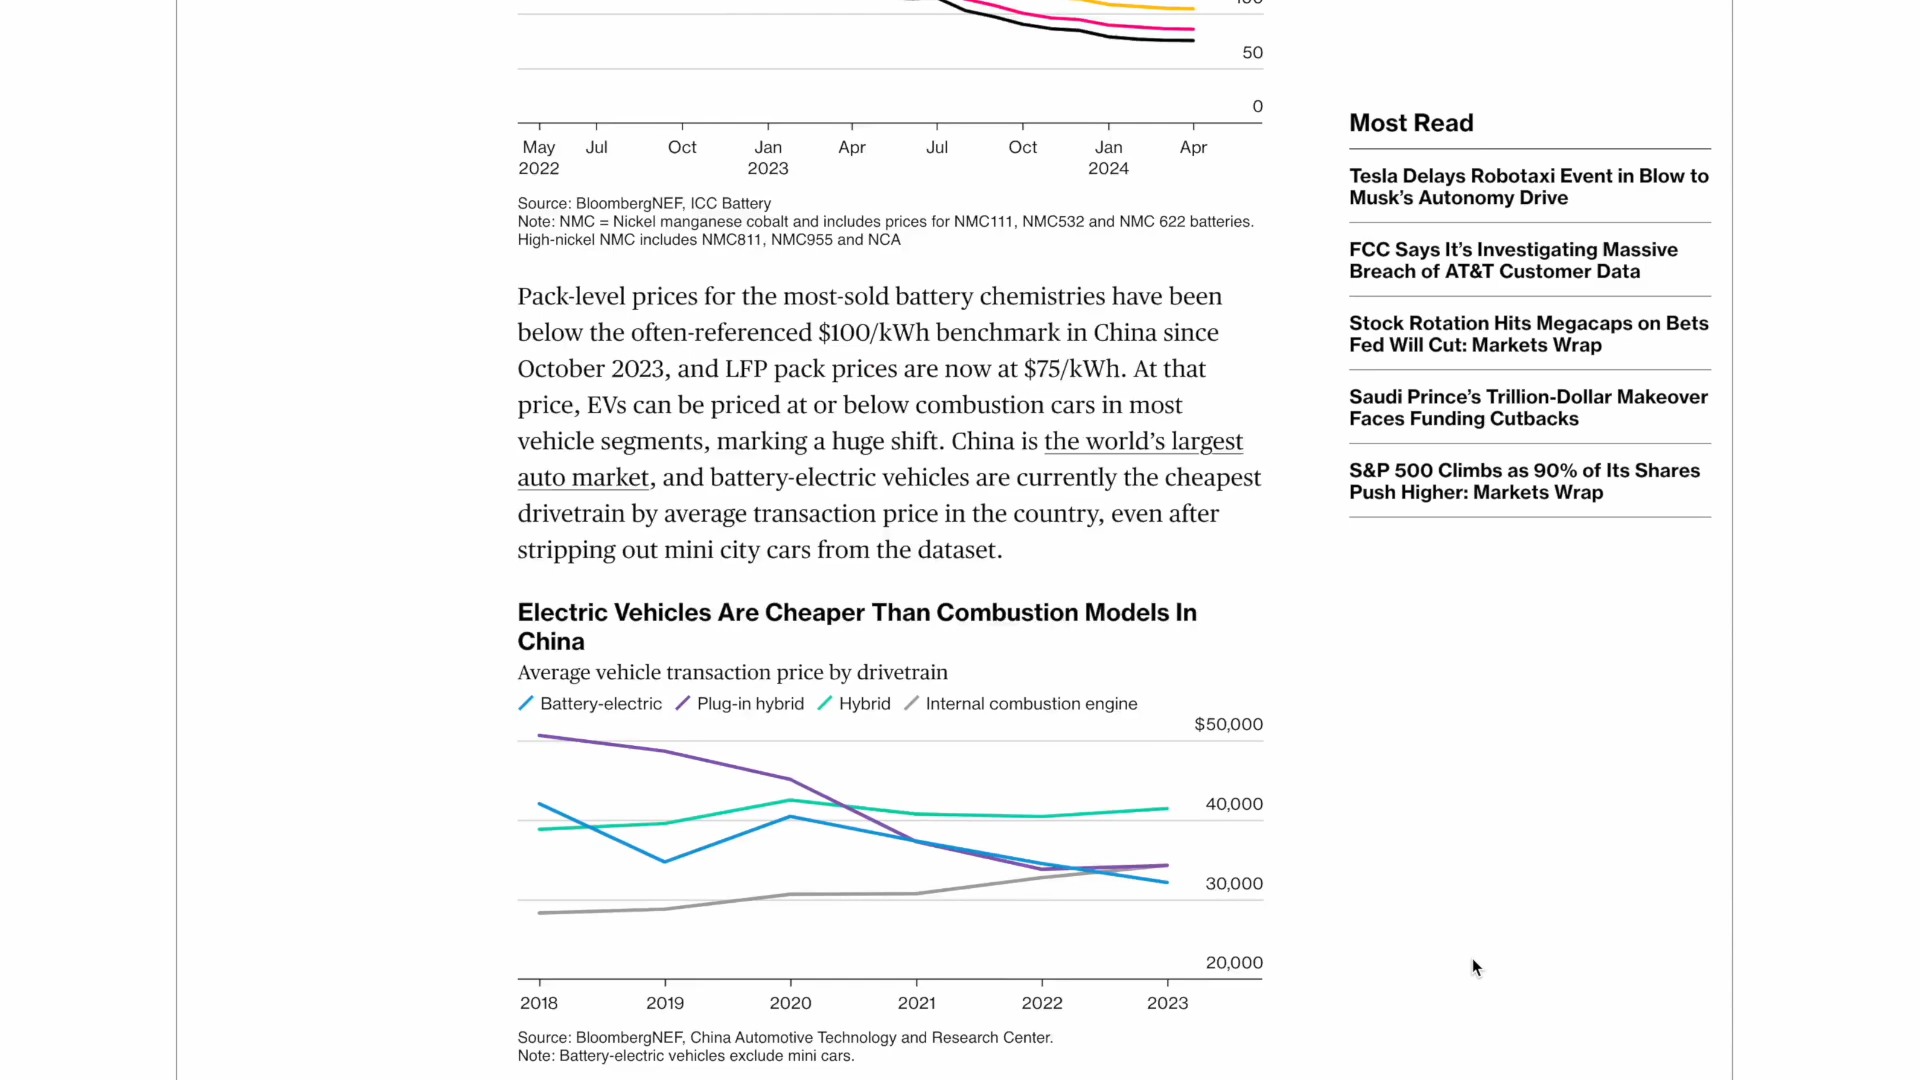 50
0
May Jul Oct Jan Apr Jul Oct Jan Apr
2022 2023 2024
Source: BloombergNEF, ICC Battery
Note: NMC = Nickel manganese cobalt and includes prices for NMC111, NMC532 and NMC 622 batteries.
High-nickel NMC includes NMC811, NMC955 and NCA
Pack-level prices for the most-sold battery chemistries have been
below the often-referenced $100/kWh benchmark in China since
October 2023, and LFP pack prices are now at $75/kWh. At that
price, EVs can be priced at or below combustion cars in most
vehicle segments, marking a huge shift. China is the world’s largest
auto market, and battery-electric vehicles are currently the cheapest
drivetrain by average transaction price in the country, even after
stripping out mini city cars from the dataset.
Electric Vehicles Are Cheaper Than Combustion Models In
China
Average vehicle transaction price by drivetrain
Battery-electric Plug-in hybrid Hybrid Internal combustion engine
$50,000
40,000
30,000
20,000
2018 2019 2020 2021 2022 2023
Source: BloombergNEF, China Automotive Technology and Research Center.
Note: Battery-electric vehicles exclude mini cars.
Most Read
Tesla Delays Robotaxi Event in Blow to
Musk’s Autonomy Drive
FCC Says It’s Investigating Massive
Breach of AT&T Customer Data
Stock Rotation Hits Megacaps on Bets
Fed Will Cut: Markets Wrap
Saudi Prince’s Trillion-Dollar Makeover
Faces Funding Cutbacks
S&P 500 Climbs as 90% of Its Shares
Push Higher: Markets Wrap